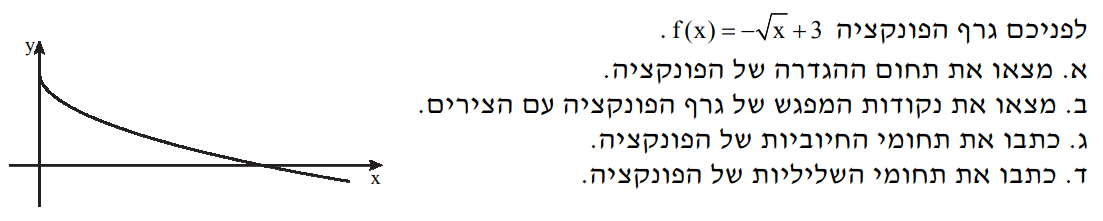 לפניכם גרף הפונקציה f(x) = −√x + 3 .
א. מצאו את תחום ההגדרה של הפונקציה.
ב. מצאו את נקודות המפגש של גרף הפונקציה עם הצירים.
ג. כתבו את תחומי החיוביות של הפונקציה.
ד. כתבו את תחומי השליליות של הפונקציה.
y
x